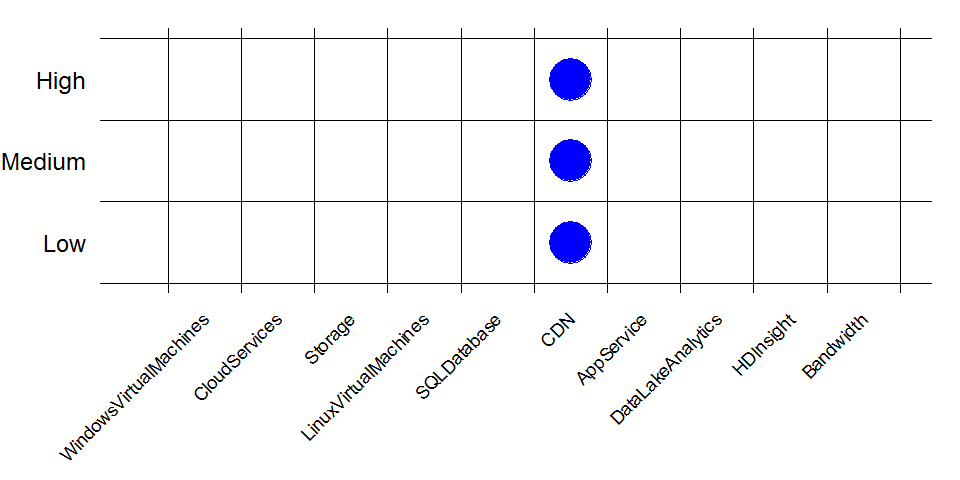 High
Medium
Low
WindowsVirtualMachines
CloudServices
Storage
LinuxVirtualMachines
SQLDatabase
CDN
AppService
DataLakeAnalytics
HDInsight
Bandwidth